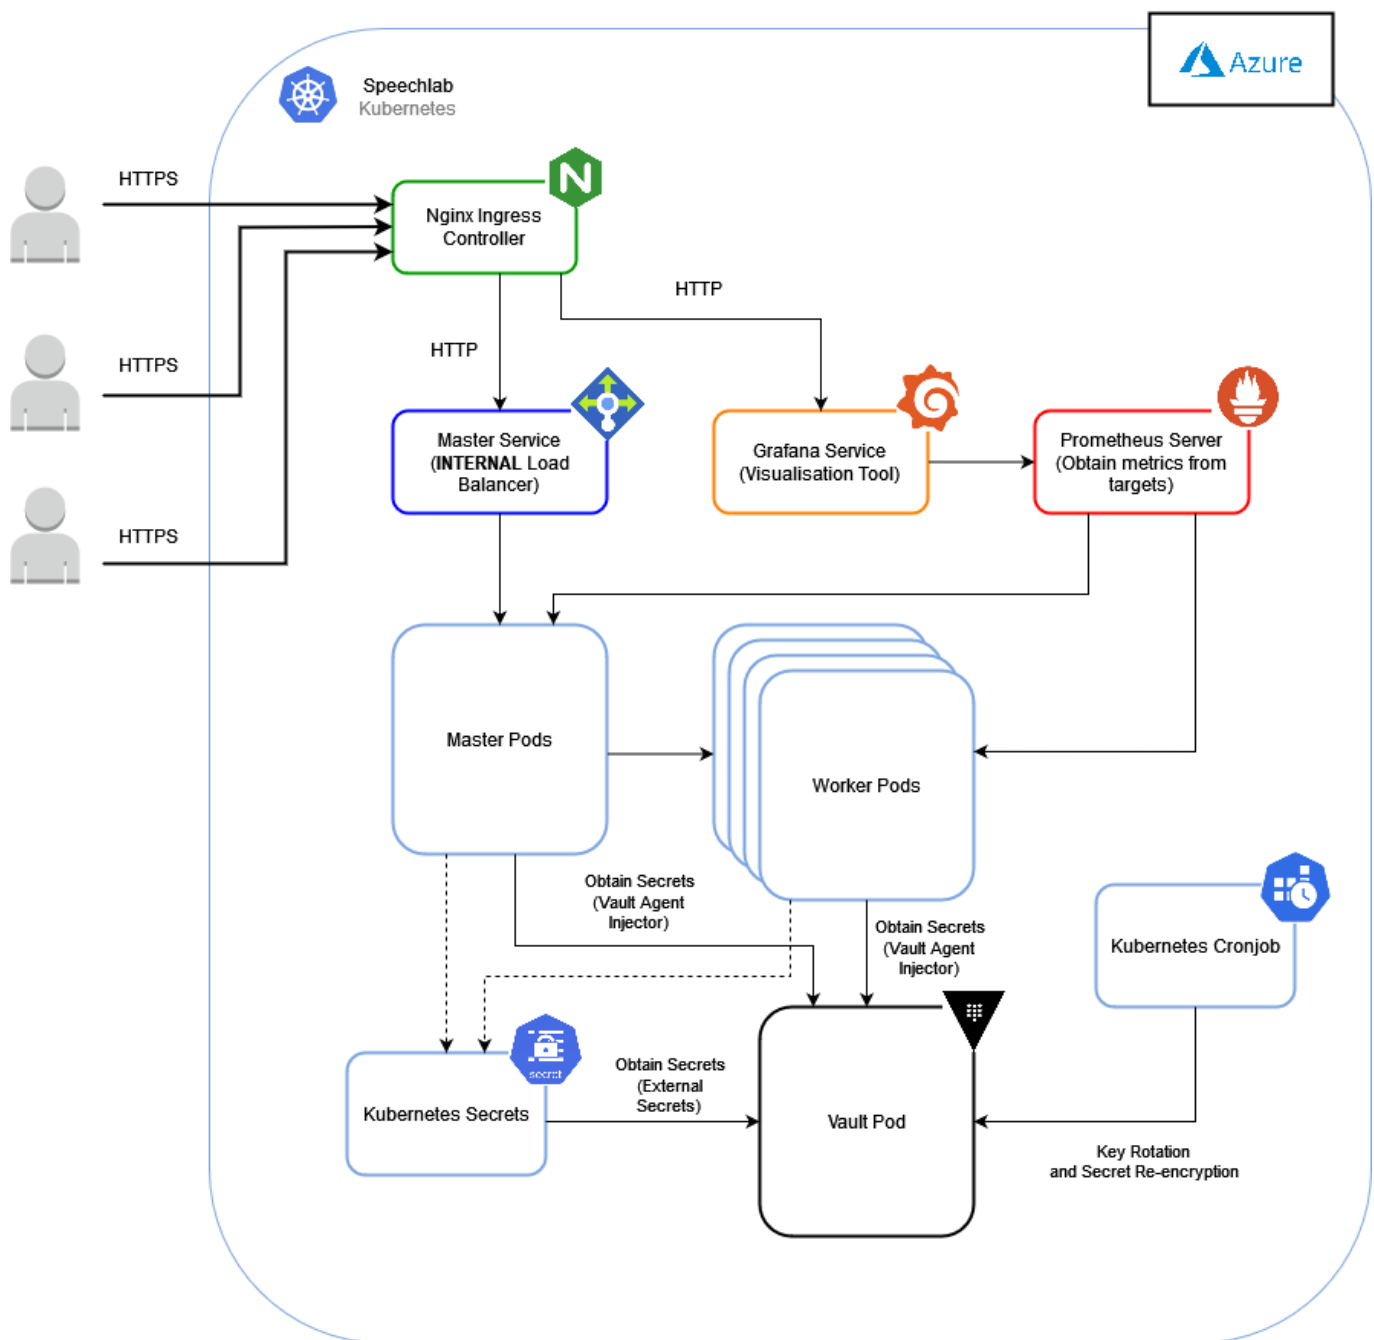 Azure
Speechlab
Kubernetes
HTTPS
Nginx Ingress
Controller
HTTP
HTTPS
HTTP
Master Service
(INTERNAL Load
Balancer)
Grafana Service
(Visualisation Tool)
Prometheus Server
(Obtain metrics from
targets)
HTTPS
Master Pods
Worker Pods
Obtain Secrets
(Vault Agent
Injector)
Obtain Secrets
(Vault Agent
Injector)
Kubernetes Cronjob
secret
Kubernetes Secrets
Obtain Secrets
(External
Secrets)
Vault Pod
Key Rotation
and Secret Re-encryption